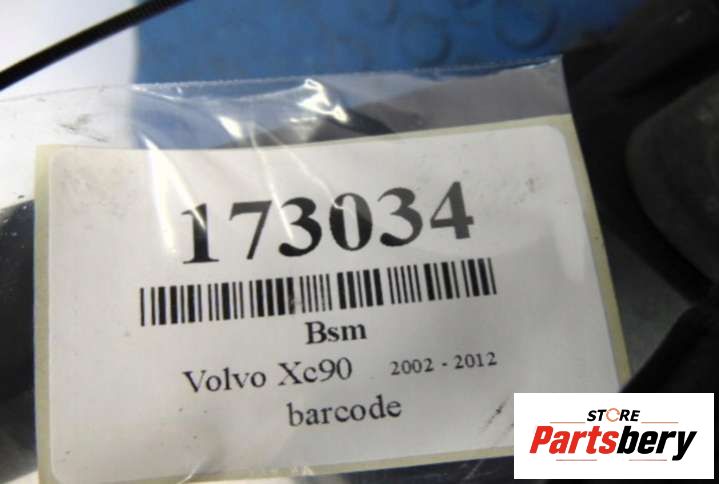 173034
Bsm
Volvo Xc90 2002 - 2012
barcode
STORE
Partsbery